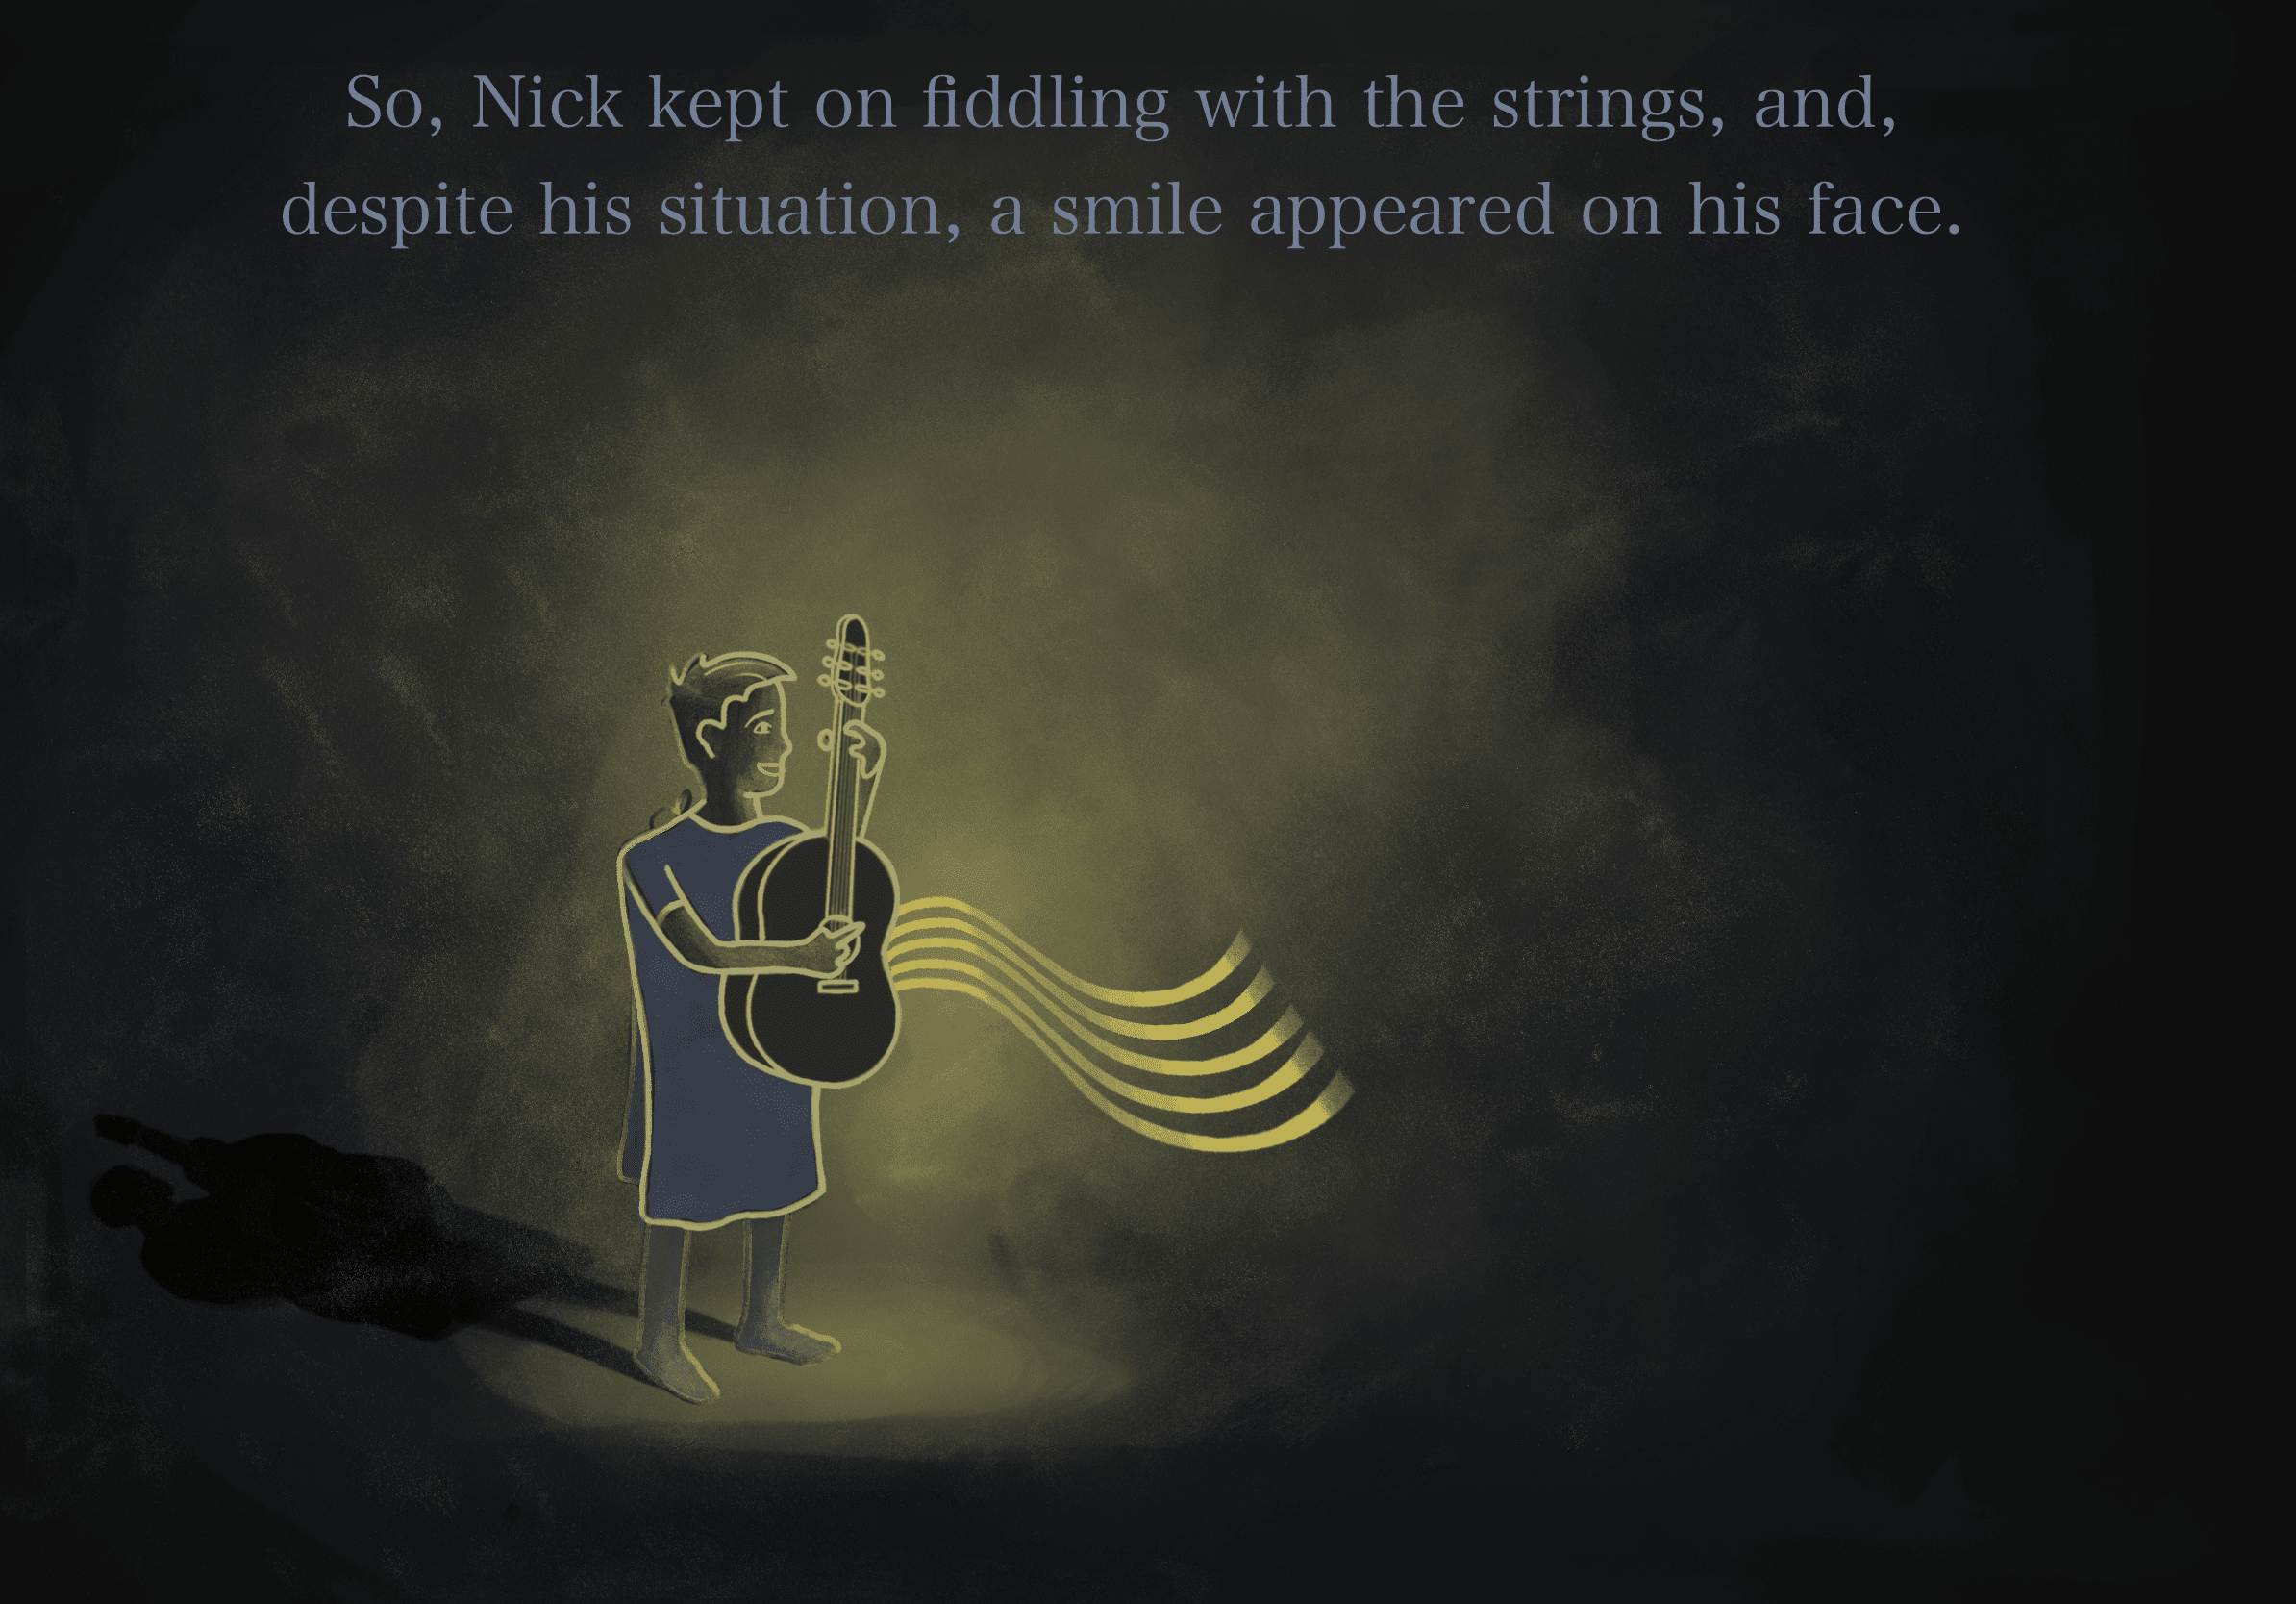 So, Nick kept on fiddling with the strings, and,
despite his situation, a smile appeared on his face.